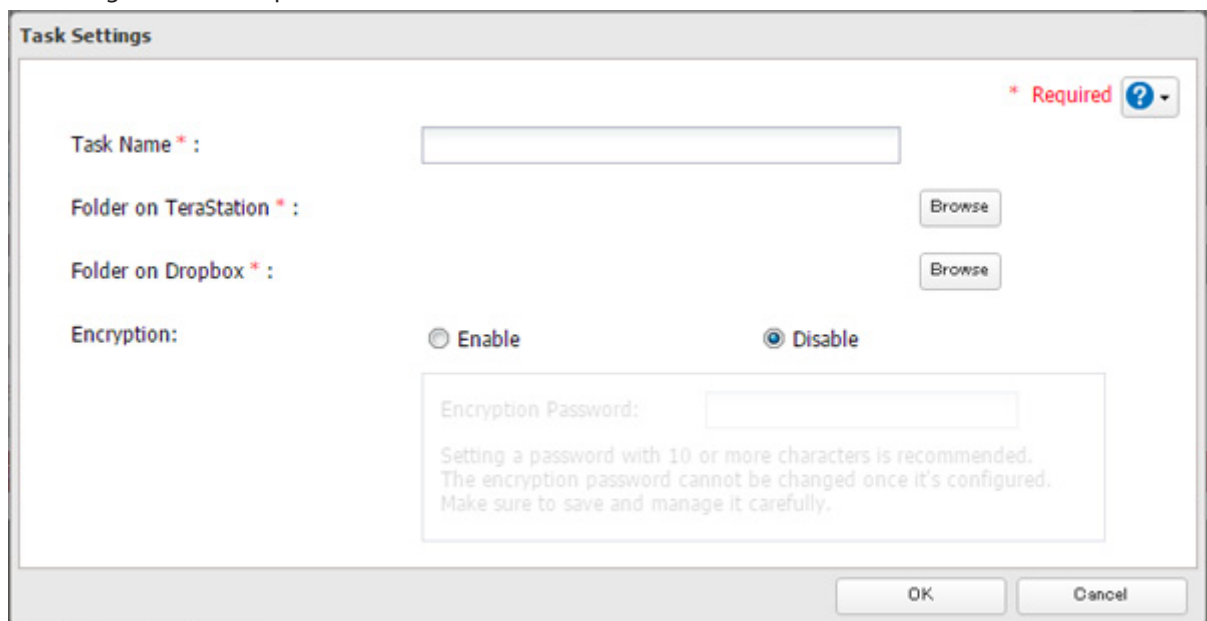 Task Settings
* Required
Task Name * :
Folder on TeraStation * :
Browse
Folder on Dropbox * :
Browse
Encryption:
Enable
Disable
Encryption Password:
Setting a password with 10 or more characters is recommended.
The encryption password cannot be changed once it's configured.
Make sure to save and manage it carefully.
OK
Cancel